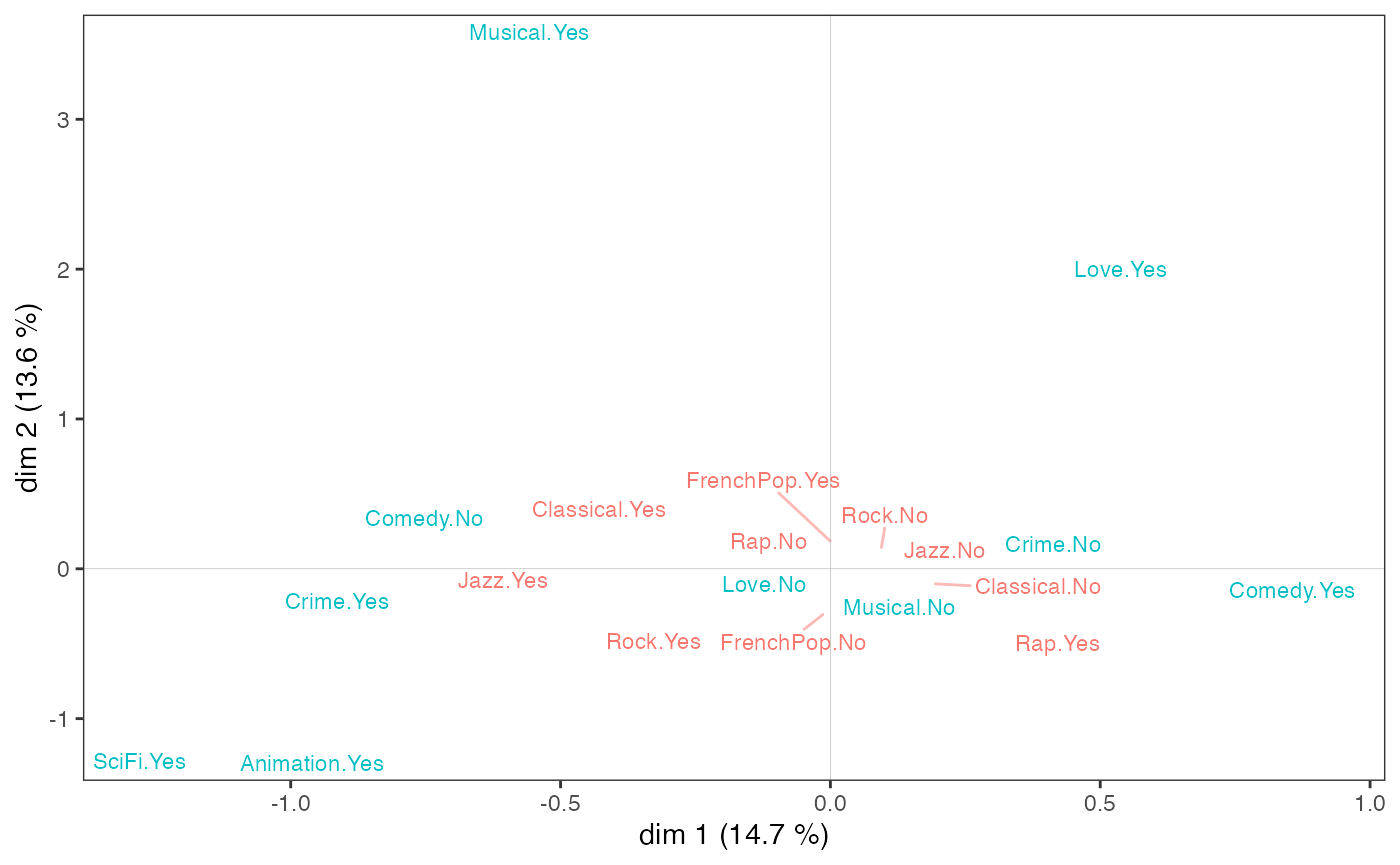 Musical.Yes
3
Love.Yes
2
dim 2 (13.6 %)
1
FrenchPop.Yes
Classical.Yes
Rock.No
Comedy.No
Rap.No
Crime.No
Jazz.No
0
Jazz.Yes
Love.No
Classical.No
Comedy.Yes
Crime.Yes
Musical.No
Rock.Yes
FrenchPop.No
Rap.Yes
-1
SciFi.Yes
Animation.Yes
-1.0
-0.5
0.0
0.5
1.0
dim 1 (14.7 %)